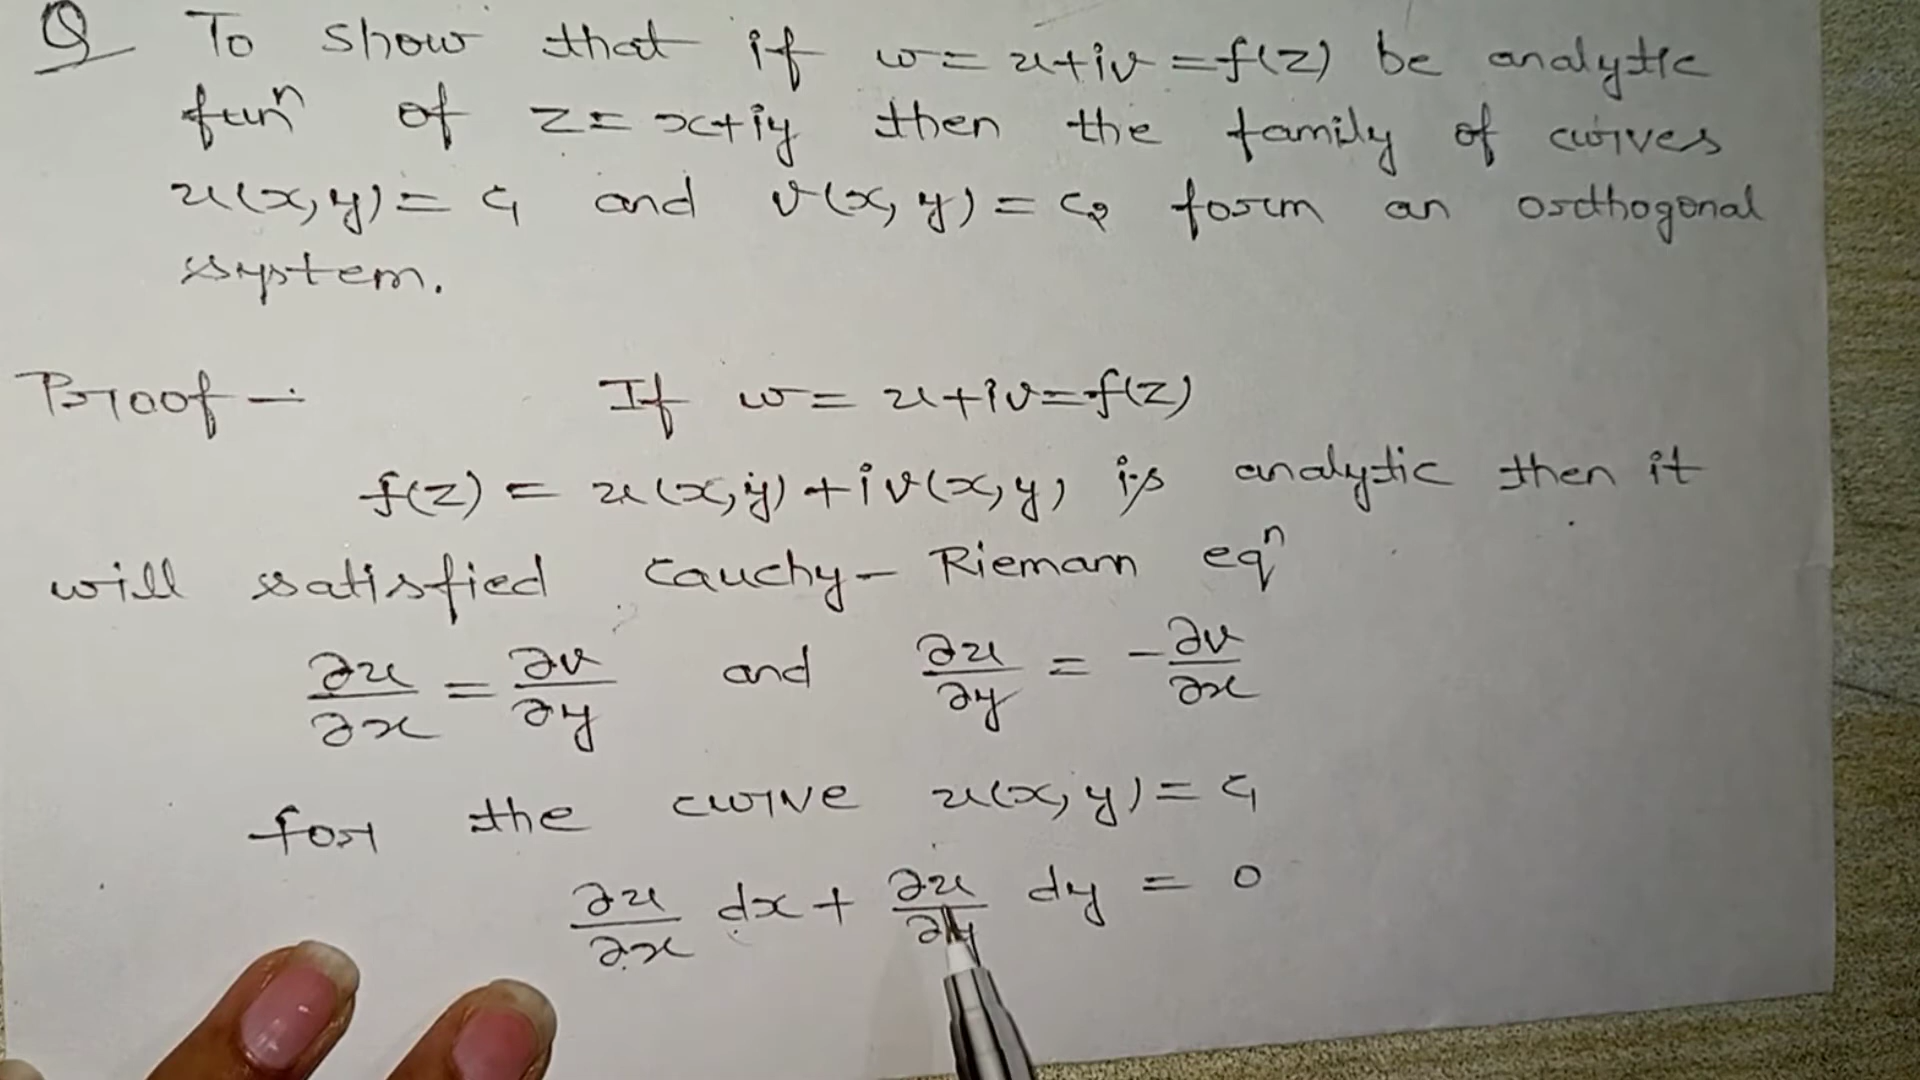 Q To show that if w = u+iv = f(z) be analytic
funⁿ of z = x+iy then the family of curves
u(x,y) = c₁ and v(x,y) = c₂ form an orthogonal
system.
Proof – If w = u+iv = f(z)
f(z) = u(x,y) + iv(x,y) is analytic then it
will satisfied Cauchy – Riemann eqⁿ
∂u/∂x = ∂v/∂y and ∂u/∂y = -∂v/∂x
for the curve u(x,y) = c₁
∂u/∂x dx + ∂u/∂y dy = 0